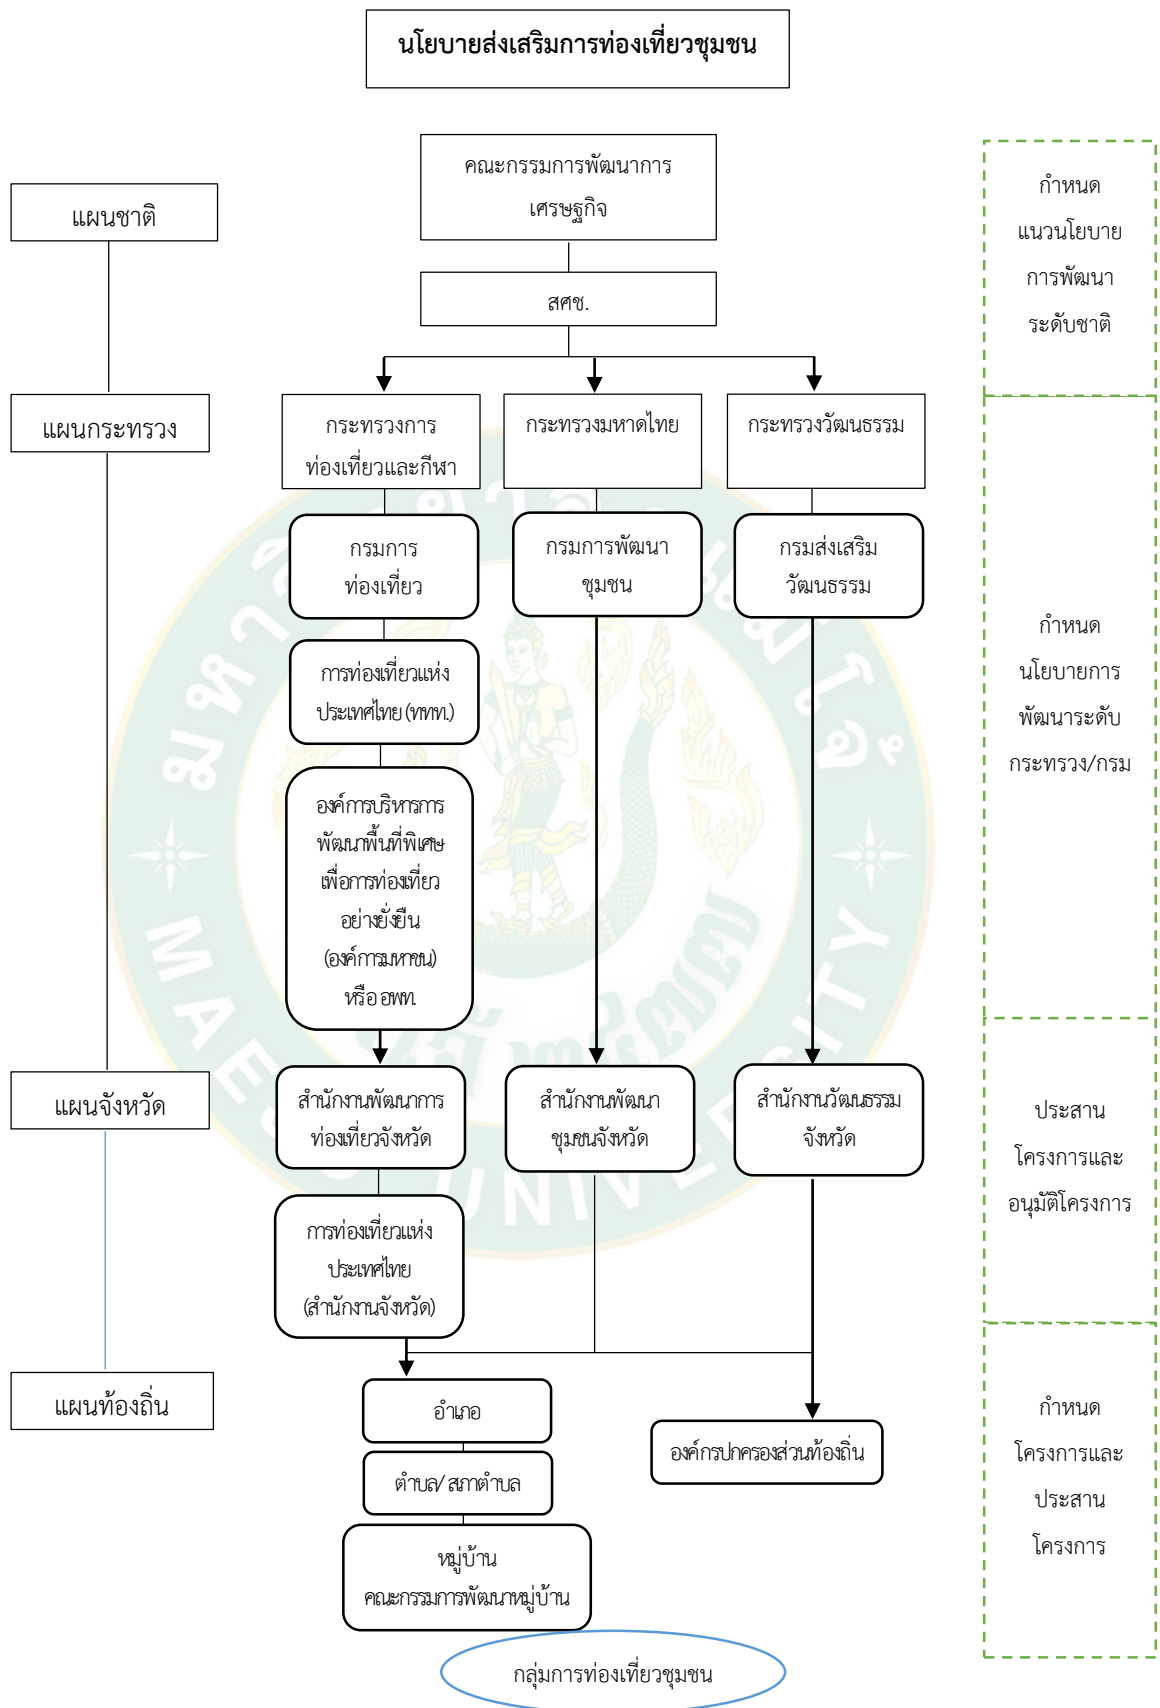 นโยบายส่งเสริมการท่องเที่ยวชุมชน
คณะกรรมการพัฒนาการ
เศรษฐกิจ
แผนชาติ
สศช.
กำหนด
แนวนโยบาย
การพัฒนา
ระดับชาติ
แผนกระทรวง
กระทรวงการ
ท่องเที่ยวและกีฬา
กระทรวงมหาดไทย
กระทรวงวัฒนธรรม
กรมการ
ท่องเที่ยว
กรมการพัฒนา
ชุมชน
กรมส่งเสริม
วัฒนธรรม
การท่องเที่ยวแห่ง
ประเทศไทย (ททท.)
องค์การบริหารการ
พัฒนาพื้นที่พิเศษ
เพื่อการท่องเที่ยว
อย่างยั่งยืน
(องค์การมหาชน)
หรือ อพท.
กำหนด
นโยบายการ
พัฒนาระดับ
กระทรวง/กรม
แผนจังหวัด
สำนักงานพัฒนาการ
ท่องเที่ยวจังหวัด
สำนักงานพัฒนา
ชุมชนจังหวัด
สำนักงานวัฒนธรรม
จังหวัด
การท่องเที่ยวแห่ง
ประเทศไทย
(สำนักงานจังหวัด)
ประสาน
โครงการและ
อนุมัติโครงการ
แผนท้องถิ่น
อำเภอ
องค์กรปกครองส่วนท้องถิ่น
ตำบล/ สภาตำบล
หมู่บ้าน
คณะกรรมการพัฒนาหมู่บ้าน
กลุ่มการท่องเที่ยวชุมชน
กำหนด
โครงการและ
ประสาน
โครงการ
MAEJO UNIVERSITY